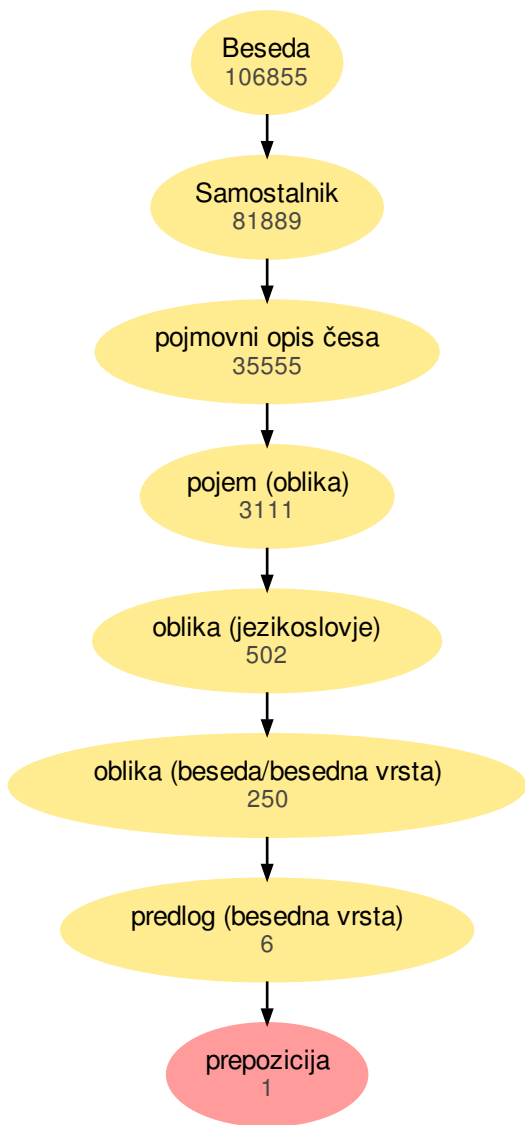 Beseda
106855
Samostalnik
81889
pojmovni opis česa
35555
pojem (oblika)
3111
oblika (jezikoslovje)
502
oblika (beseda/besedna vrsta)
250
predlog (besedna vrsta)
6
prepozicija
1